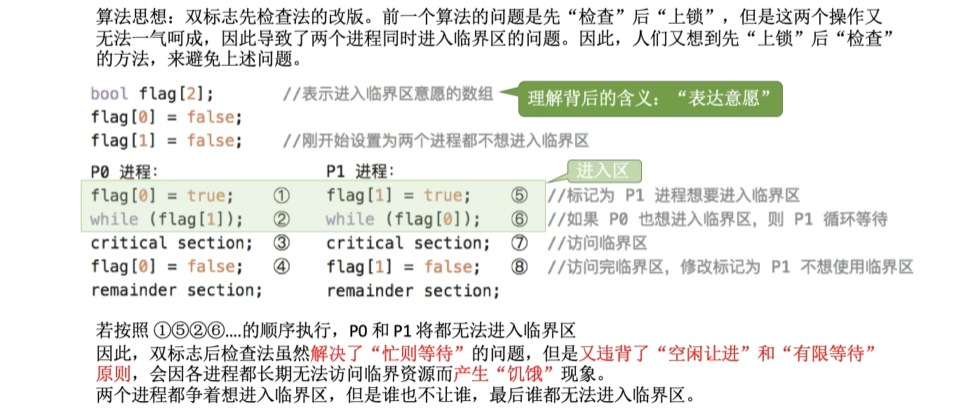 算法思想：双标志先检查法的改版。前一个算法的问题是先“检查”后“上锁”，但是这两个操作又
无法一气呵成，因此导致了两个进程同时进入临界区的问题。因此，人们又想到先“上锁”后“检查”
的方法，来避免上述问题。
bool flag[2]; //表示进入临界区意愿的数组 理解背后的含义：“表达意愿”
flag[0] = false;
flag[1] = false; //刚开始设置为两个进程都不想进入临界区
P0 进程： P1 进程： 进入区
flag[0] = true; ① flag[1] = true; ⑤ //标记为 P1 进程想要进入临界区
while (flag[1]); ② while (flag[0]); ⑥ //如果 P0 也想进入临界区，则 P1 循环等待
critical section; ③ critical section; ⑦ //访问临界区
flag[0] = false; ④ flag[1] = false; ⑧ //访问完临界区，修改标记为 P1 不想使用临界区
remainder section; remainder section;
若按照 ①⑤②⑥....的顺序执行，P0 和 P1 将都无法进入临界区
因此，双标志后检查法虽然解决了“忙则等待”的问题，但是又违背了“空闲让进”和“有限等待”
原则，会因各进程都长期无法访问临界资源而产生“饥饿”现象。
两个进程都争着想进入临界区，但是谁也不让谁，最后谁都无法进入临界区。